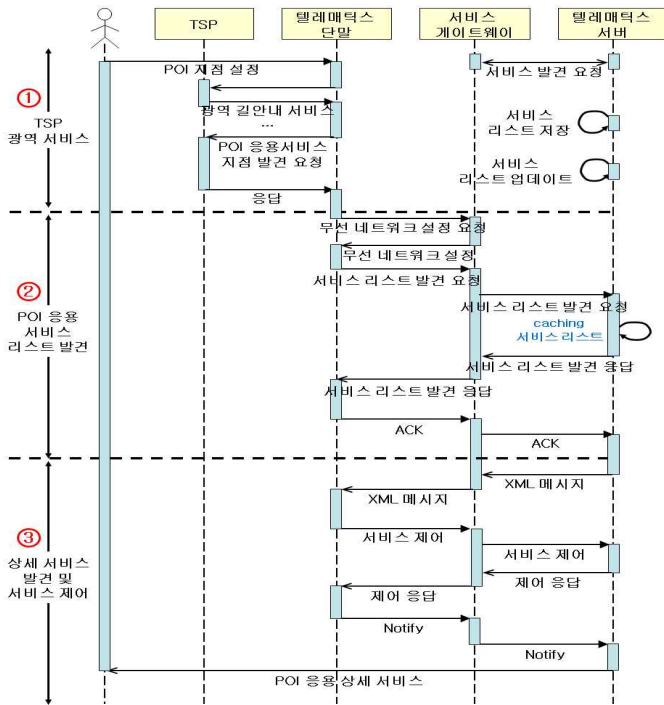 TSP
텔레매틱스
단말
서비스
게이트웨이
텔레매틱스
서버
POI 지점 설정
서비스 발견 요청
①
TSP
광역 서비스
광역 길안내 서비스
...
서비스
리스트 저장
POI 응용서비스
지점 발견 요청
서비스
리스트 업데이트
응답
무선 네트워크 설정 요청
무선 네트워크 설정
서비스 리스트 발견 요청
②
POI 응용
서비스
리스트 발견
서비스 리스트 발견 요청
caching
서비스 리스트
서비스 리스트 발견 응답
서비스 리스트 발견 응답
ACK
ACK
XML 메시지
XML 메시지
③
상세 서비스
발견 및
서비스 제어
서비스 제어
서비스 제어
제어 응답
제어 응답
Notify
Notify
POI 응용 상세 서비스